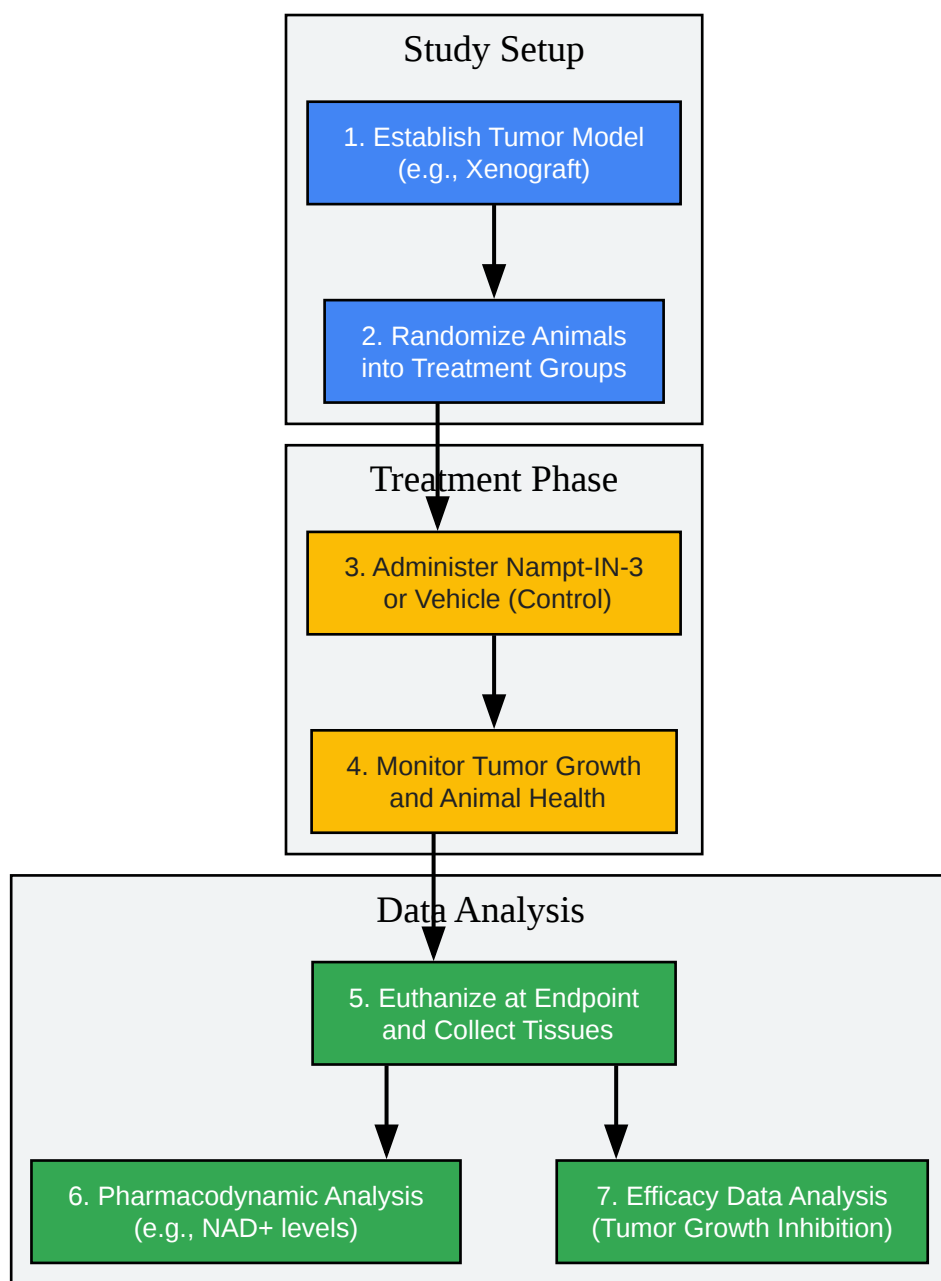 Study Setup
1. Establish Tumor Model
(e.g., Xenograft)
2. Randomize Animals
into Treatment Groups
Treatment Phase
3. Administer Nampt-IN-3
or Vehicle (Control)
4. Monitor Tumor Growth
and Animal Health
Data Analysis
5. Euthanize at Endpoint
and Collect Tissues
6. Pharmacodynamic Analysis
(e.g., NAD+ levels)
7. Efficacy Data Analysis
(Tumor Growth Inhibition)